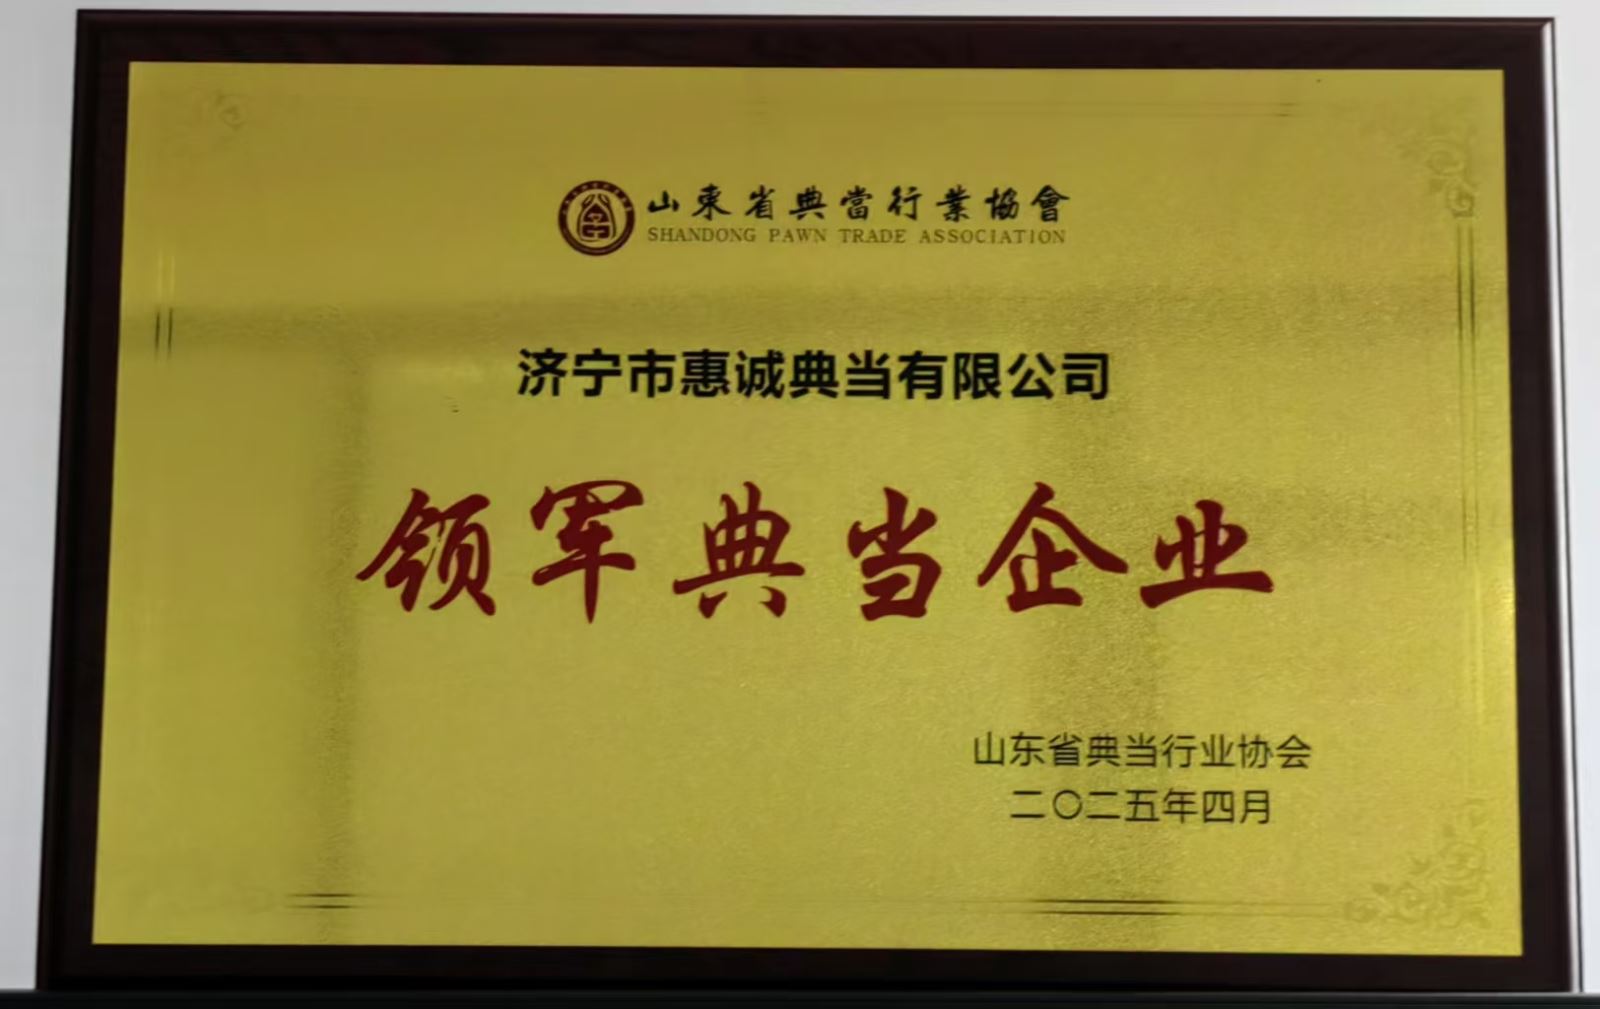 山東省典當行業協會
SHANDONG PAWN TRADE ASSOCIATION
济宁市惠诚典当有限公司
领军典当企业
山东省典当行业协会
二〇二五年四月